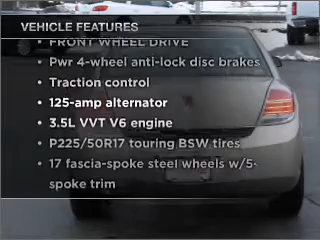 VEHICLE FEATURES
• FRONT WHEEL DRIVE
• Pwr 4-wheel anti-lock disc brakes
• Traction control
• 125-amp alternator
• 3.5L VVT V6 engine
• P225/50R17 touring BSW tires
• 17 fascia-spoke steel wheels w/5-
spoke trim